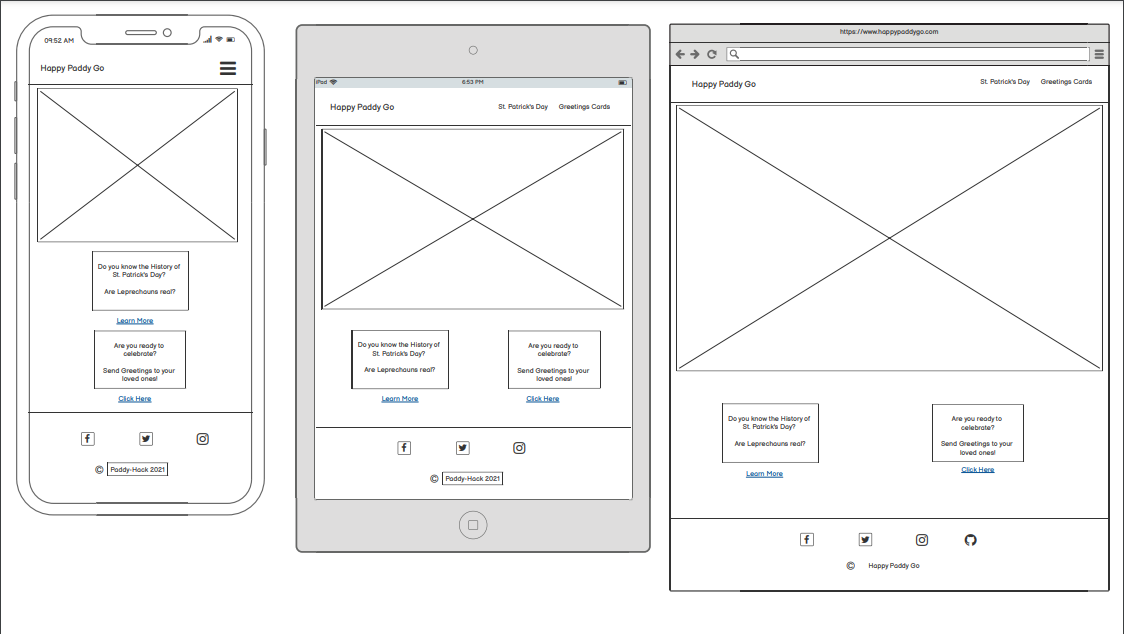 09:52 AM
Happy Paddy Go
Do you know the History of
St. Patrick's Day?
Are Leprechauns real?
Learn More
Are you ready to
celebrate?
Send Greetings to your
loved ones!
Click Here
© Paddy-Hack 2021
iPad 6:53 PM
Happy Paddy Go St. Patrick's Day Greetings Cards
Do you know the History of
St. Patrick's Day?
Are Leprechauns real?
Learn More
Are you ready to
celebrate?
Send Greetings to your
loved ones!
Click Here
© Paddy-Hack 2021
https://www.happypaddygo.com
Happy Paddy Go St. Patrick's Day Greetings Cards
Do you know the History of
St. Patrick's Day?
Are Leprechauns real?
Learn More
Are you ready to
celebrate?
Send Greetings to your
loved ones!
Click Here
© Happy Paddy Go